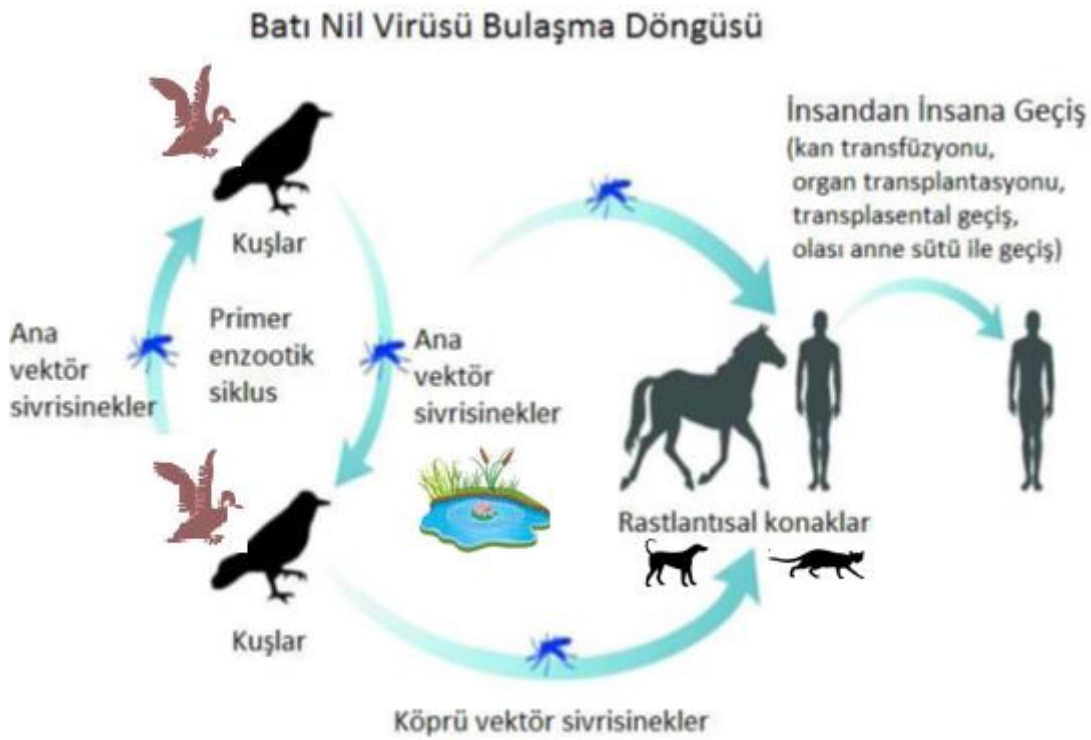 Batı Nil Virüsü Bulaşma Döngüsü
İnsandan İnsana Geçiş
(kan transfüzyonu,
organ transplantasyonu,
transplasental geçiş,
olası anne sütü ile geçiş)
Kuşlar
Ana
vektör
sivrisinekler
Primer
enzootik
siklus
Ana
vektör
sivrisinekler
Rastlantısal konaklar
Kuşlar
Köprü vektör sivrisinekler